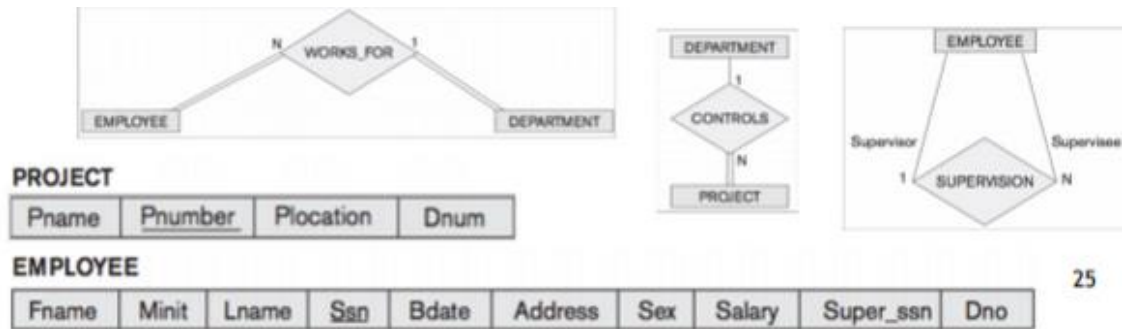 N WORKS_FOR 1
EMPLOYEE DEPARTMENT
DEPARTMENT
1
CONTROLS
N
PROJECT
EMPLOYEE
Supervisor Supervisee
1 SUPERVISION N
PROJECT
Pname Pnumber Plocation Dnum
EMPLOYEE
Fname Minit Lname Ssn Bdate Address Sex Salary Super_ssn Dno
25